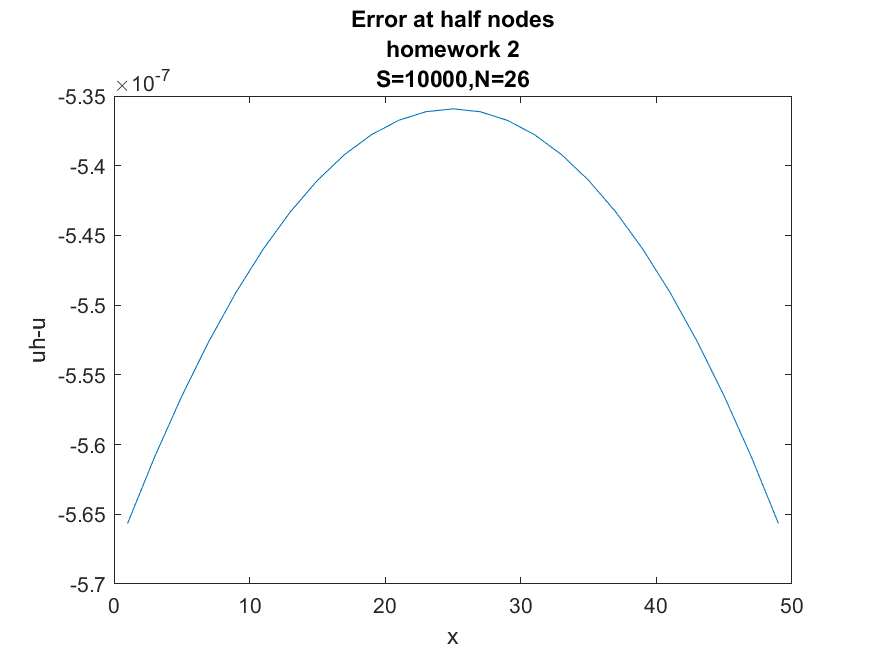 Error at half nodes
homework 2
S=10000,N=26
×10-7
-5.35
-5.4
-5.45
-5.5
-5.55
-5.6
-5.65
-5.7
uh-u
0 10 20 30 40 50
x